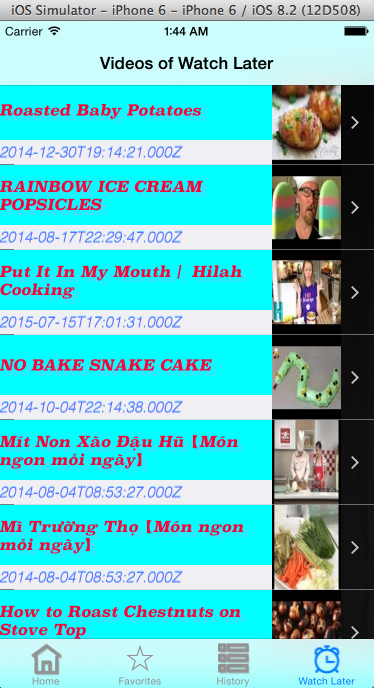 iOS Simulator – iPhone 6 – iPhone 6 / iOS 8.2 (12D508)
Carrier 1:44 AM
Videos of Watch Later
Roasted Baby Potatoes
2014-12-30T19:14:21.000Z
RAINBOW ICE CREAM
POPSICLES
2014-08-17T22:29:47.000Z
Put It In My Mouth / Hilah
Cooking
2015-07-15T17:01:31.000Z
NO BAKE SNAKE CAKE
2014-10-04T22:14:38.000Z
Mít Non Xào Đậu Hũ【Món
ngon mỏi ngày】
2014-08-04T08:53:27.000Z
Mì Trường Thọ【Món ngon
mỏi ngày】
2014-08-04T08:53:27.000Z
How to Roast Chestnuts on
Stove Top
Home Favorites History Watch Later